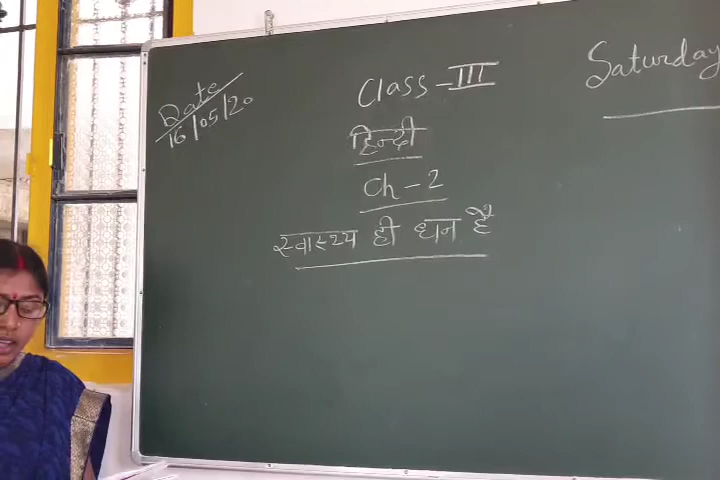 Date
16/05/20
Class - III
Saturday
हिन्दी
Ch - 2
स्वास्थ्य ही धन है